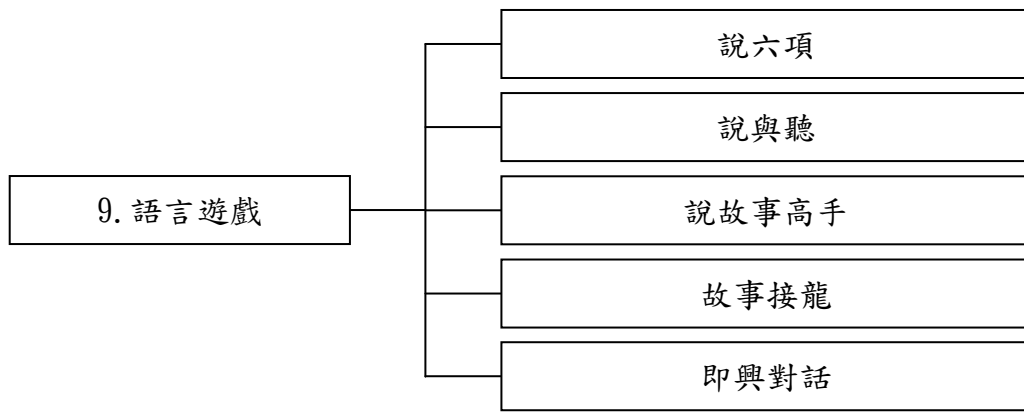 9.語言遊戲
說六項
說與聽
說故事高手
故事接龍
即興對話